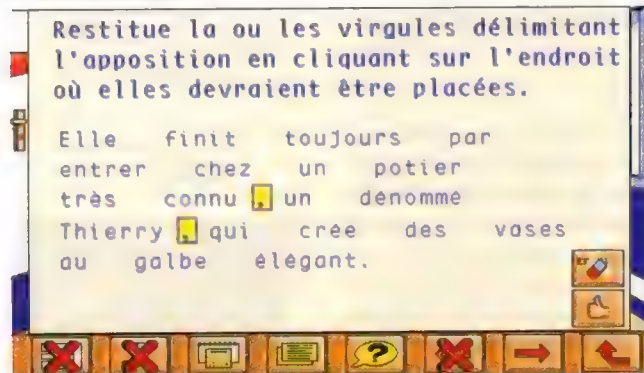 Restitue la ou les virgules délimitant
l'apposition en cliquant sur l'endroit
où elles devraient être placées.
Elle finit toujours par
entrer chez un potier
très connu , un dénommé
Thierry , qui crée des vases
au galbe élégant.
?